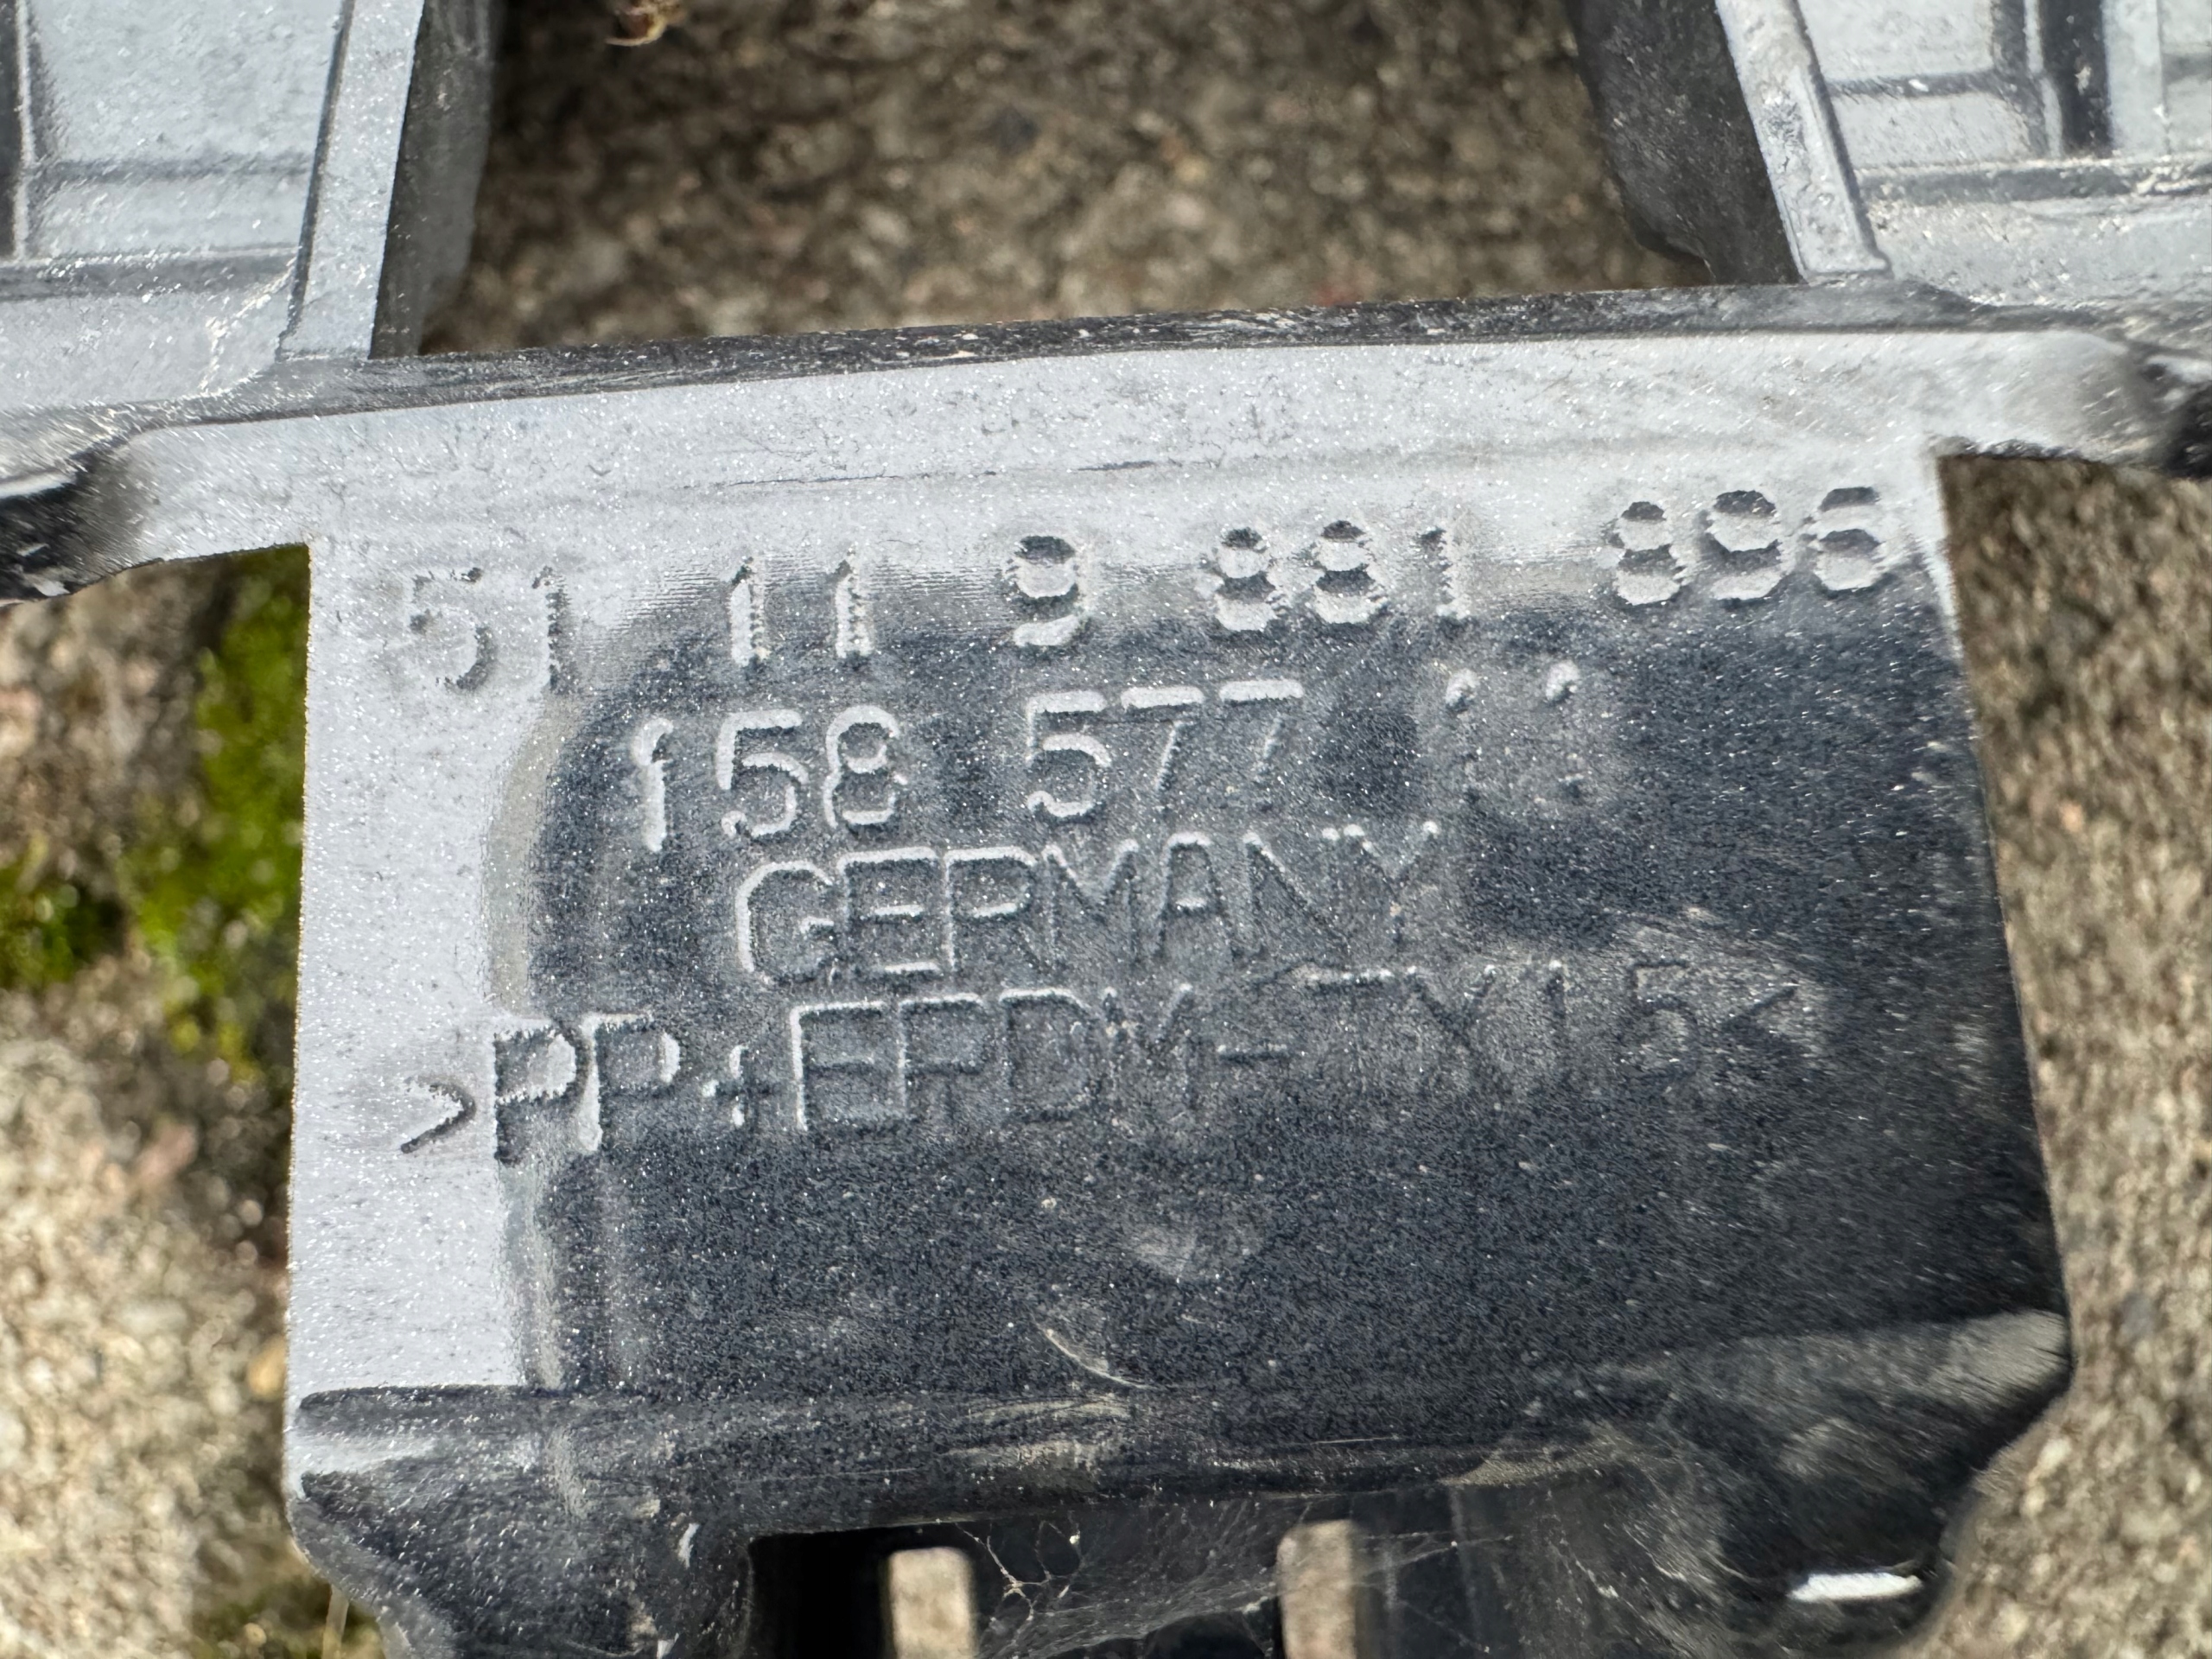 51 11 9 881 896
158 577
GERMANY
>PP+EPDM-TX15<